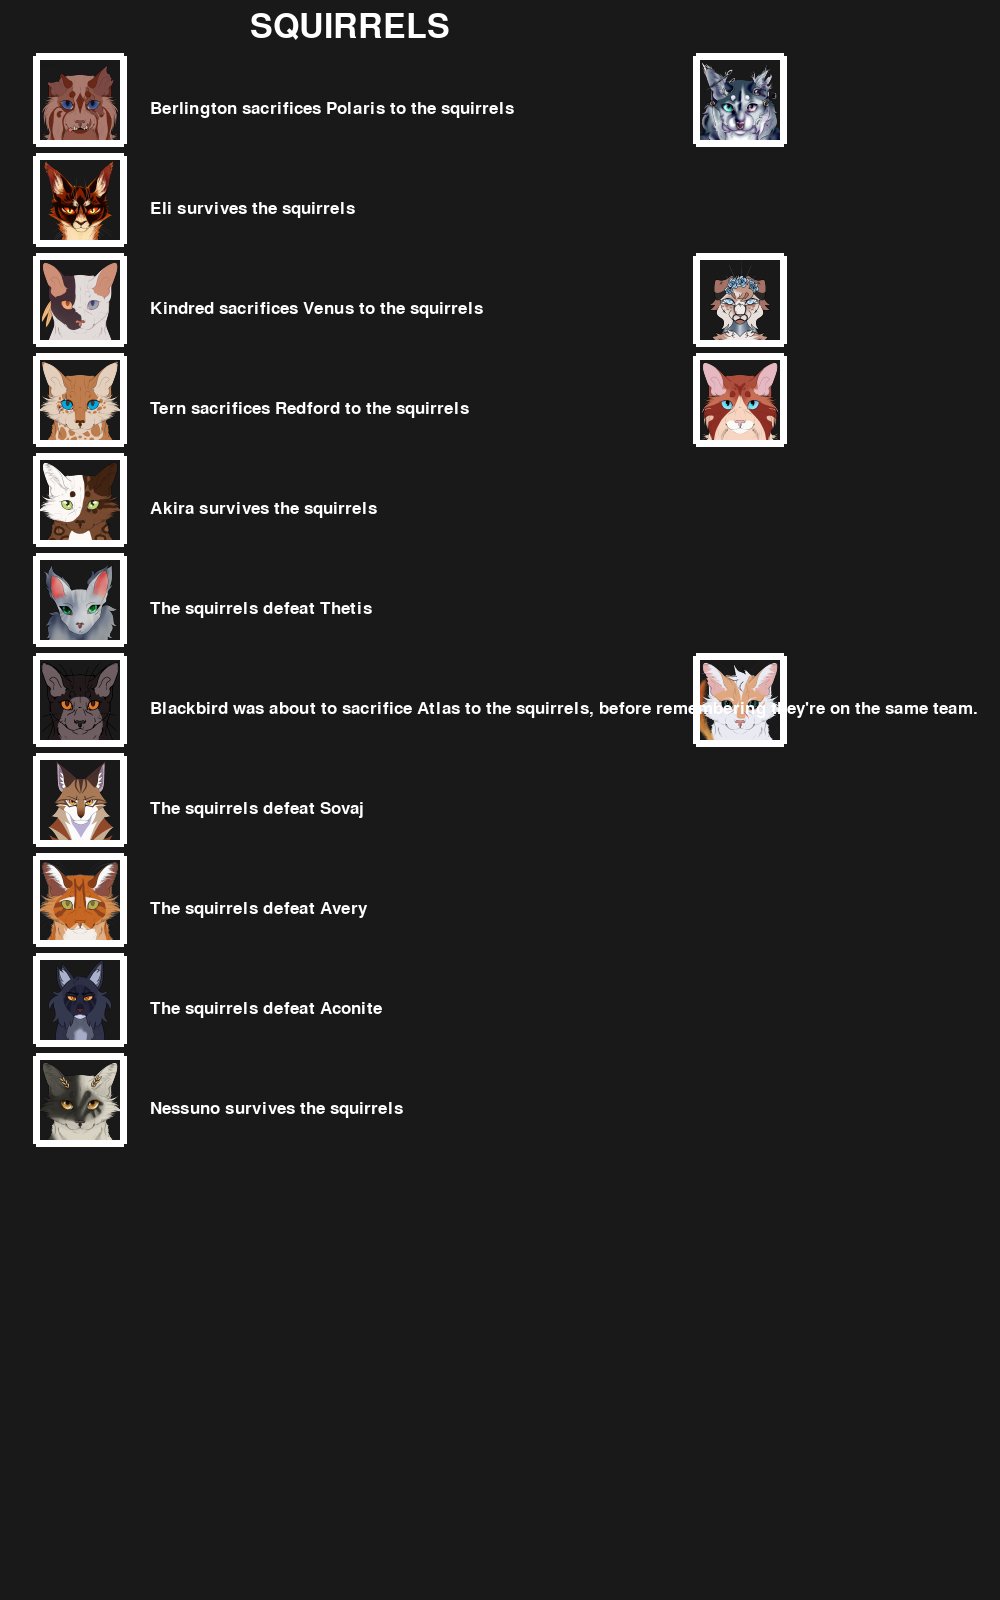 SQUIRRELS
Berlington sacrifices Polaris to the squirrels
Eli survives the squirrels
Kindred sacrifices Venus to the squirrels
Tern sacrifices Redford to the squirrels
Akira survives the squirrels
The squirrels defeat Thetis
Blackbird was about to sacrifice Atlas to the squirrels, before remembering they're on the same team.
The squirrels defeat Sovaj
The squirrels defeat Avery
The squirrels defeat Aconite
Nessuno survives the squirrels